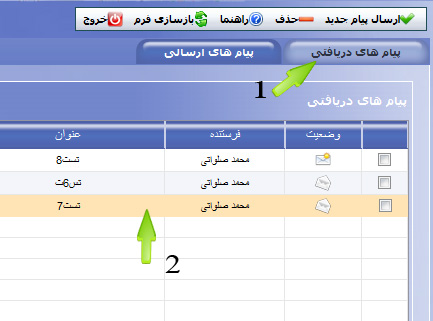 ارسال پیام جدید حذف راهنما بازسازی فرم خروج
پیام های دریافتی پیام های ارسالی
1
پیام های دریافتی
وضعیت فرستنده عنوان
محمد صلواتی تست8
محمد صلواتی تس6ت
محمد صلواتی تست7
2